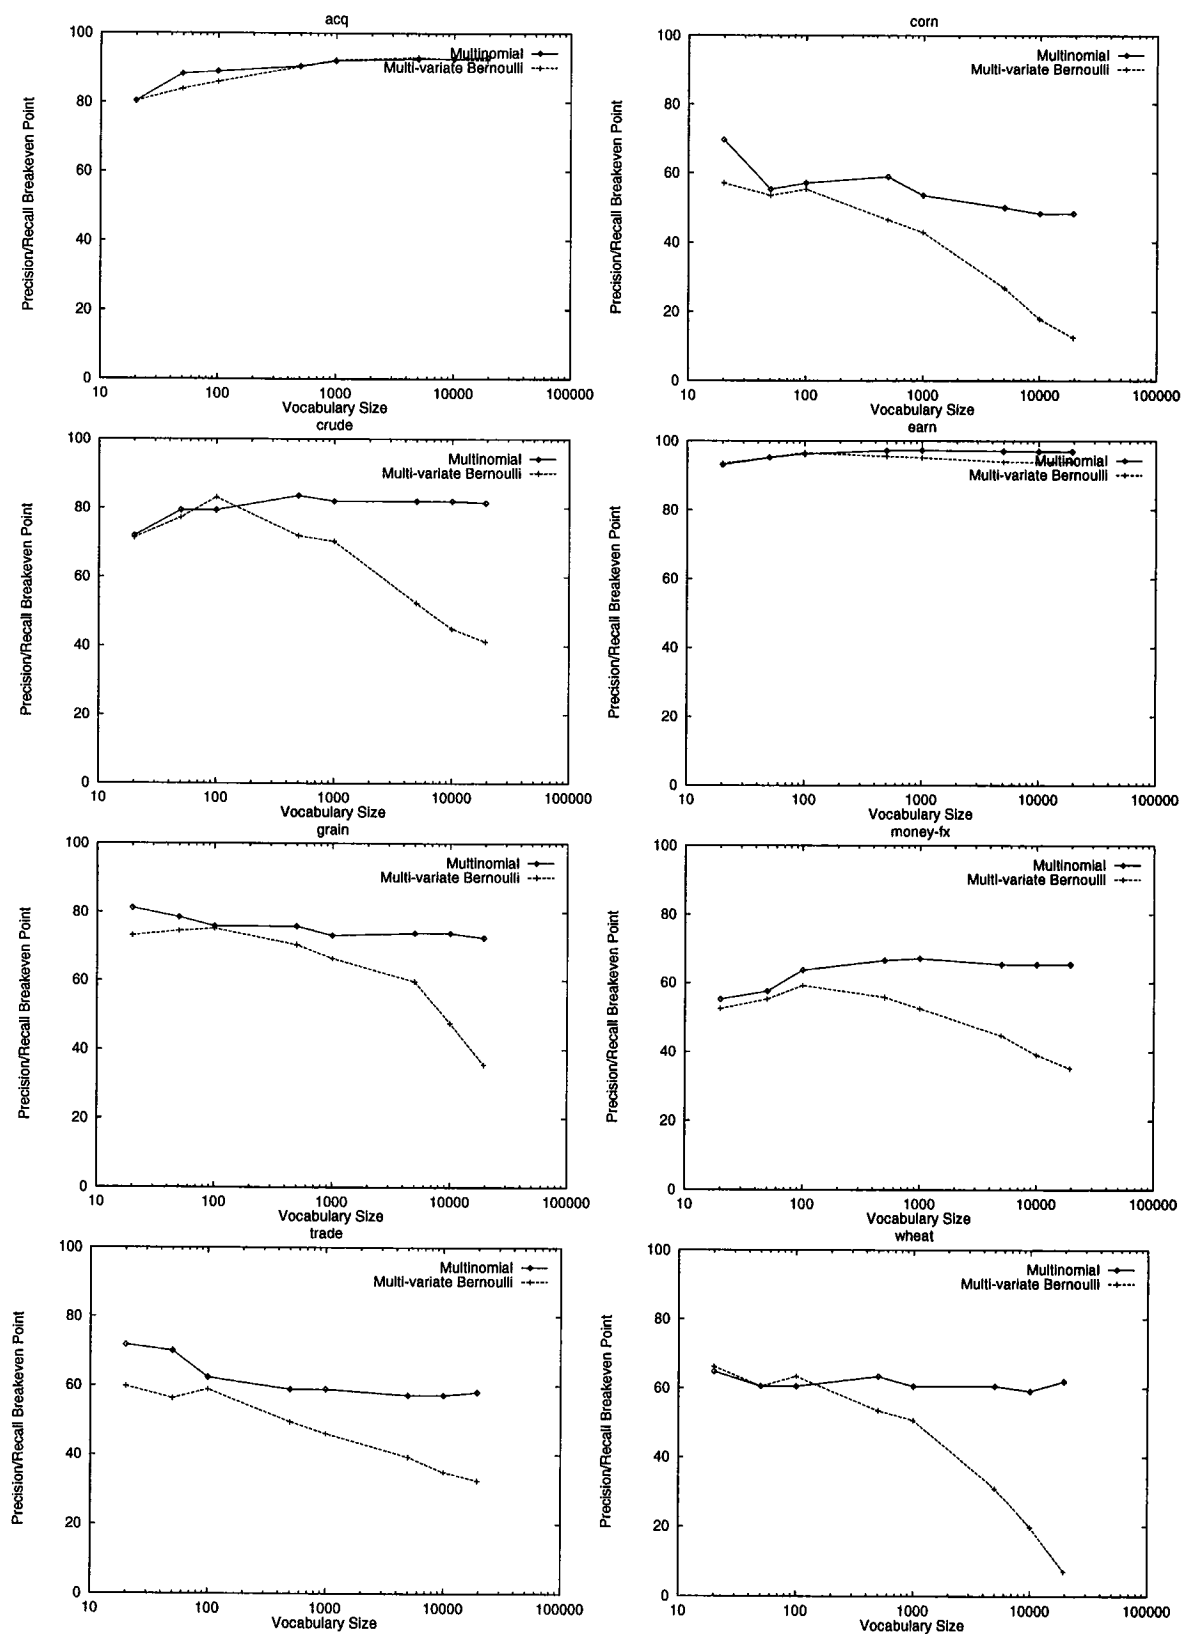 acq
Precision/Recall Breakeven Point
100
80
60
40
20
0
Multinomial
Multi-variate Bernoulli
10 100 1000 10000 100000
Vocabulary Size
corn
Precision/Recall Breakeven Point
100
80
60
40
20
0
Multinomial
Multi-variate Bernoulli
10 100 1000 10000 100000
Vocabulary Size
crude
Precision/Recall Breakeven Point
100
80
60
40
20
0
Multinomial
Multi-variate Bernoulli
10 100 1000 10000 100000
Vocabulary Size
earn
Precision/Recall Breakeven Point
100
80
60
40
20
0
Multinomial
Multi-variate Bernoulli
10 100 1000 10000 100000
Vocabulary Size
grain
Precision/Recall Breakeven Point
100
80
60
40
20
0
Multinomial
Multi-variate Bernoulli
10 100 1000 10000 100000
Vocabulary Size
money-fx
Precision/Recall Breakeven Point
100
80
60
40
20
0
Multinomial
Multi-variate Bernoulli
10 100 1000 10000 100000
Vocabulary Size
trade
Precision/Recall Breakeven Point
100
80
60
40
20
0
Multinomial
Multi-variate Bernoulli
10 100 1000 10000 100000
Vocabulary Size
wheat
Precision/Recall Breakeven Point
100
80
60
40
20
0
Multinomial
Multi-variate Bernoulli
10 100 1000 10000 100000
Vocabulary Size